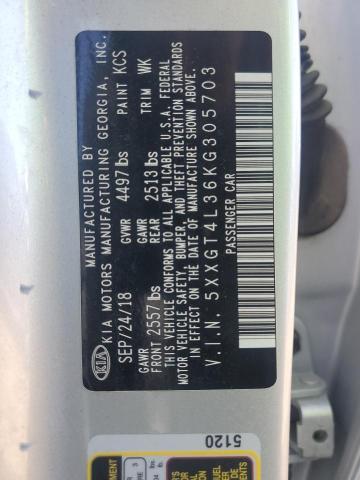 KIA
MANUFACTURED BY
KIA MOTORS MANUFACTURING GEORGIA, INC.
SEP/24/18 GVWR 4497 lbs PAINT KCS
GAWR FRONT 2557 lbs GAWR REAR 2513 lbs TRIM WK
THIS VEHICLE CONFORMS TO ALL APPLICABLE U.S.A. FEDERAL
MOTOR VEHICLE SAFETY, BUMPER, AND THEFT PREVENTION STANDARDS
IN EFFECT ON THE DATE OF MANUFACTURE SHOWN ABOVE.
V.I.N. 5XXGT4L36KG305703
PASSENGER CAR
5120